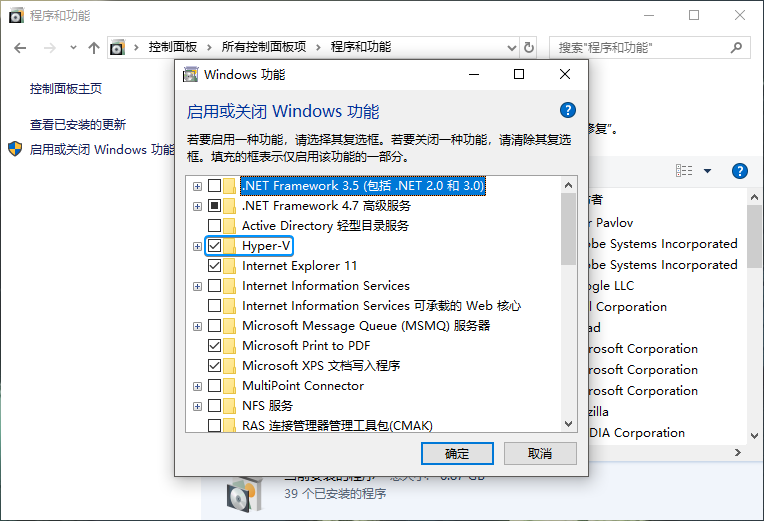 程序和功能
控制面板 > 所有控制面板项 > 程序和功能
搜索"程序和功能"
控制面板主页
查看已安装的更新
启用或关闭 Windows 功能
修复"。
Windows 功能
启用或关闭 Windows 功能
若要启用一种功能，请选择其复选框。若要关闭一种功能，请清除其复选
框。填充的框表示仅启用该功能的一部分。
.NET Framework 3.5 (包括 .NET 2.0 和 3.0)
.NET Framework 4.7 高级服务
Active Directory 轻型目录服务
Hyper-V
Internet Explorer 11
Internet Information Services
Internet Information Services 可承载的 Web 核心
Microsoft Message Queue (MSMQ) 服务器
Microsoft Print to PDF
Microsoft XPS 文档写入程序
MultiPoint Connector
NFS 服务
RAS 连接管理器管理工具包(CMAK)
确定
取消
者
r Pavlov
obe Systems Incorporated
obe Systems Incorporated
ogle LLC
l Corporation
ad
rosoft Corporation
rosoft Corporation
rosoft Corporation
zilla
IDIA Corporation
当前安装的程序
39 个已安装的程序